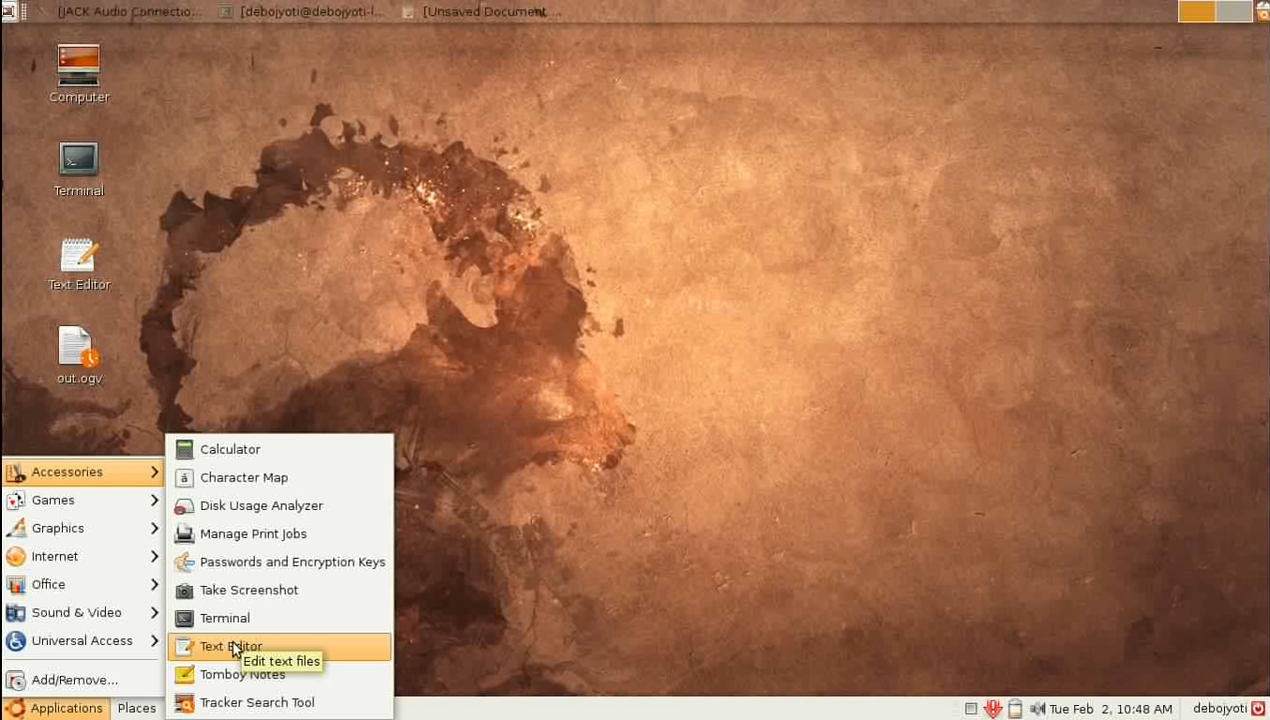 [JACK Audio Connectio... [debojyoti@debojyoti-l... [Unsaved Document ...
Computer
Terminal
Text Editor
out.ogv
Calculator
Character Map
Disk Usage Analyzer
Manage Print Jobs
Passwords and Encryption Keys
Take Screenshot
Terminal
Text Editor
Edit text files
Tomboy Notes
Tracker Search Tool
Accessories
Games
Graphics
Internet
Office
Sound & Video
Universal Access
Add/Remove...
Applications Places Tue Feb 2, 10:48 AM debojyoti